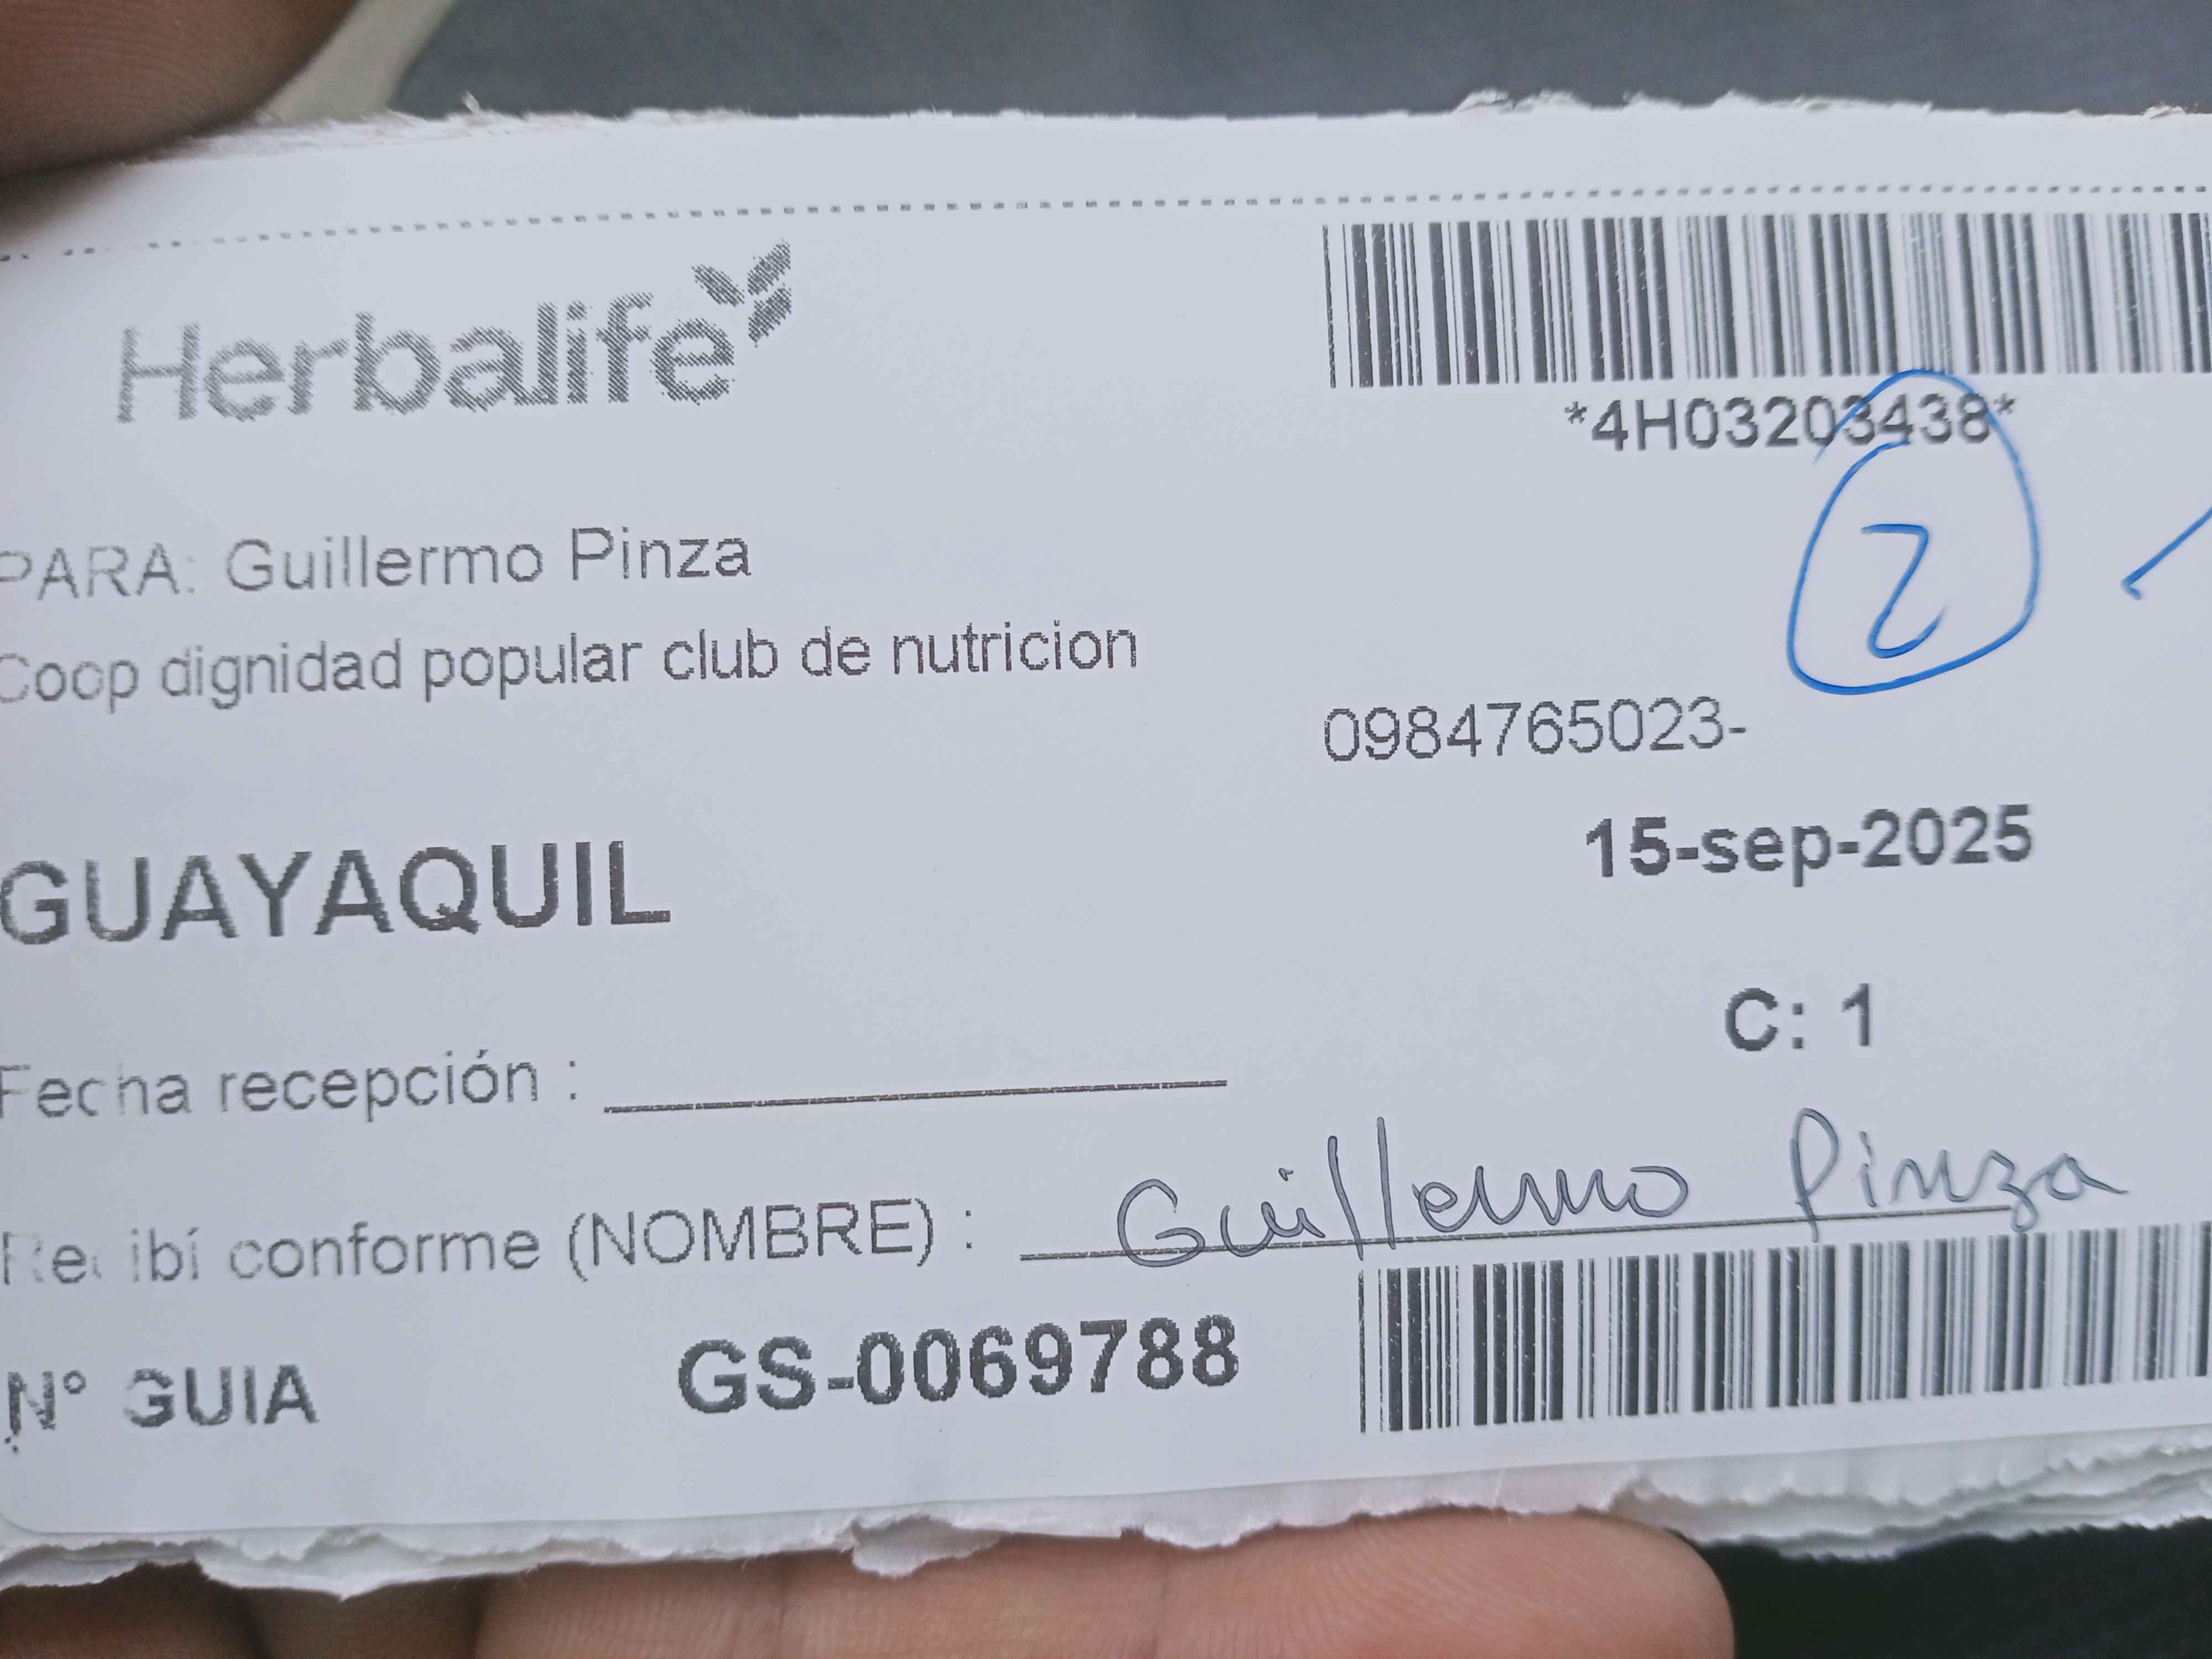 Herbalife
*4H03203438*
2
PARA: Guillermo Pinza
Coop dignidad popular club de nutricion
0984765023-
15-sep-2025
GUAYAQUIL
C: 1
Fecha recepción :
Recibí conforme (NOMBRE) : Guillermo Pinza
N° GUIA GS-0069788